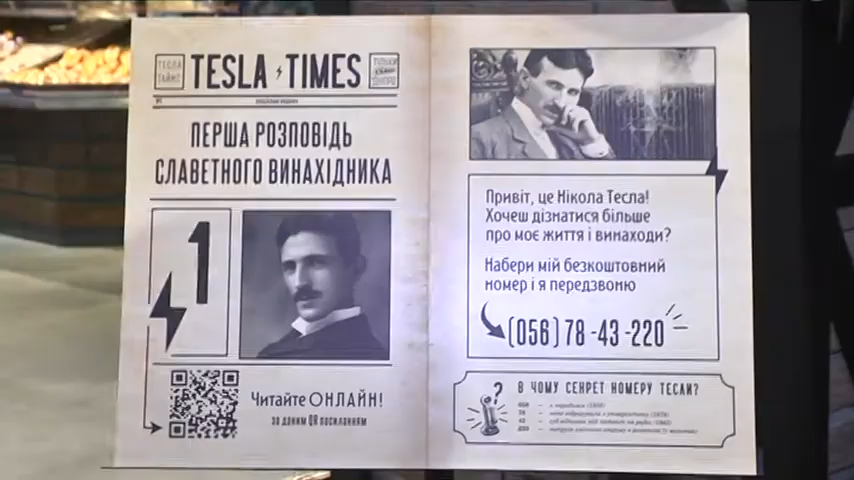 ТЕСЛА
ТАЙМС
TESLA TIMES
ТІЛЬКИ
ДНІПРО
№1
ПЕРША РОЗПОВІДЬ
СЛАВЕТНОГО ВИНАХІДНИКА
1
Читайте ОНЛАЙН!
за даним QR посиланням
Привіт, це Нікола Тесла!
Хочеш дізнатися більше
про моє життя і винаходи?
Набери мій безкоштовний
номер і я передзвоню
(056) 78-43-220
В ЧОМУ СЕКРЕТ НОМЕРУ ТЕСЛИ?
056
78
43
220